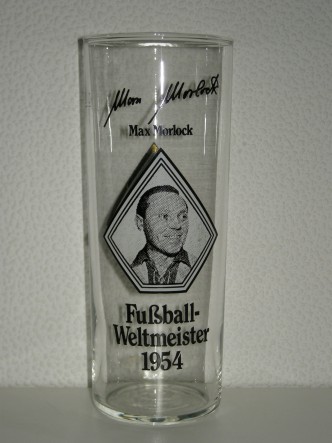 Max Morlock
Max Morlock
Fußball-
Weltmeister
1954